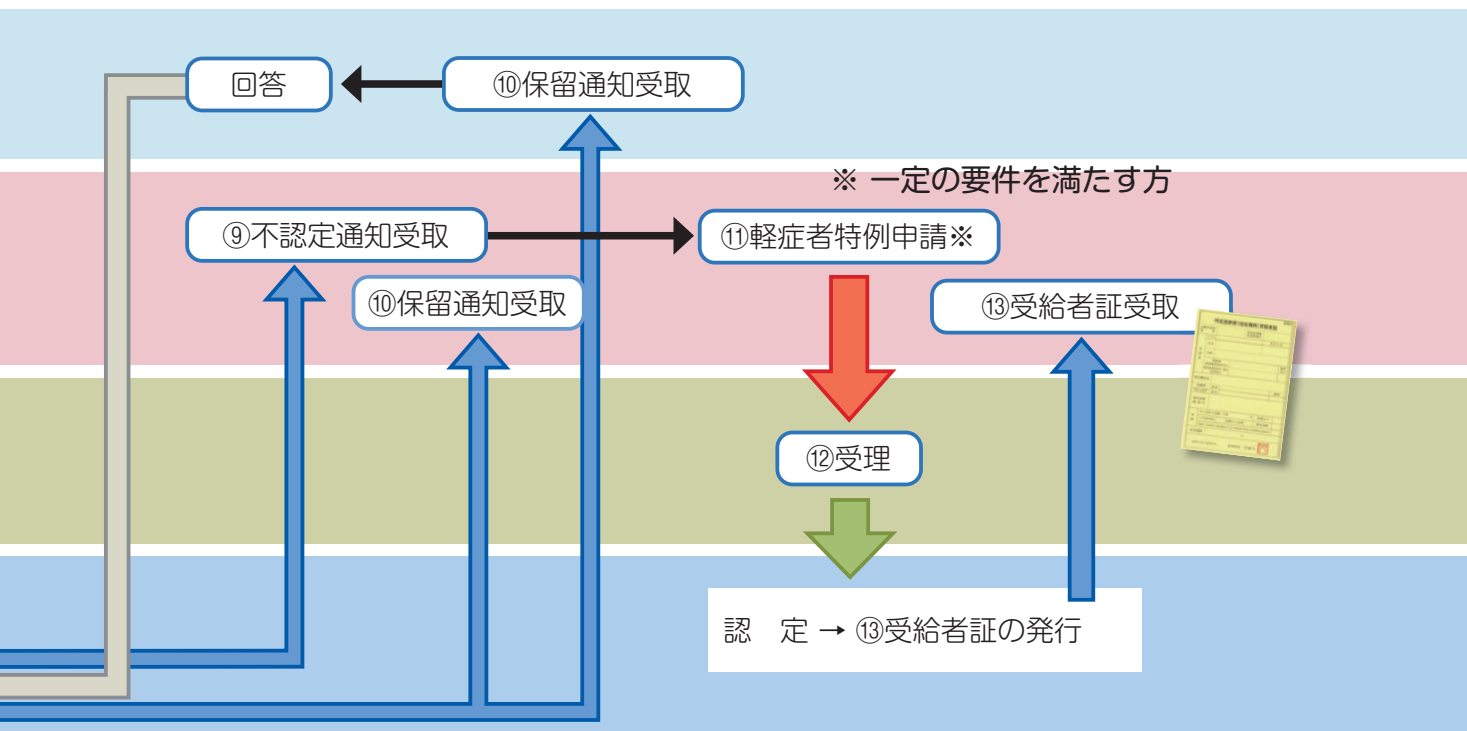 回答
⑩保留通知受取
※ 一定の要件を満たす方
⑨不認定通知受取
⑪軽症者特例申請※
⑩保留通知受取
⑬受給者証受取
⑫受理
認 定 → ⑬受給者証の発行